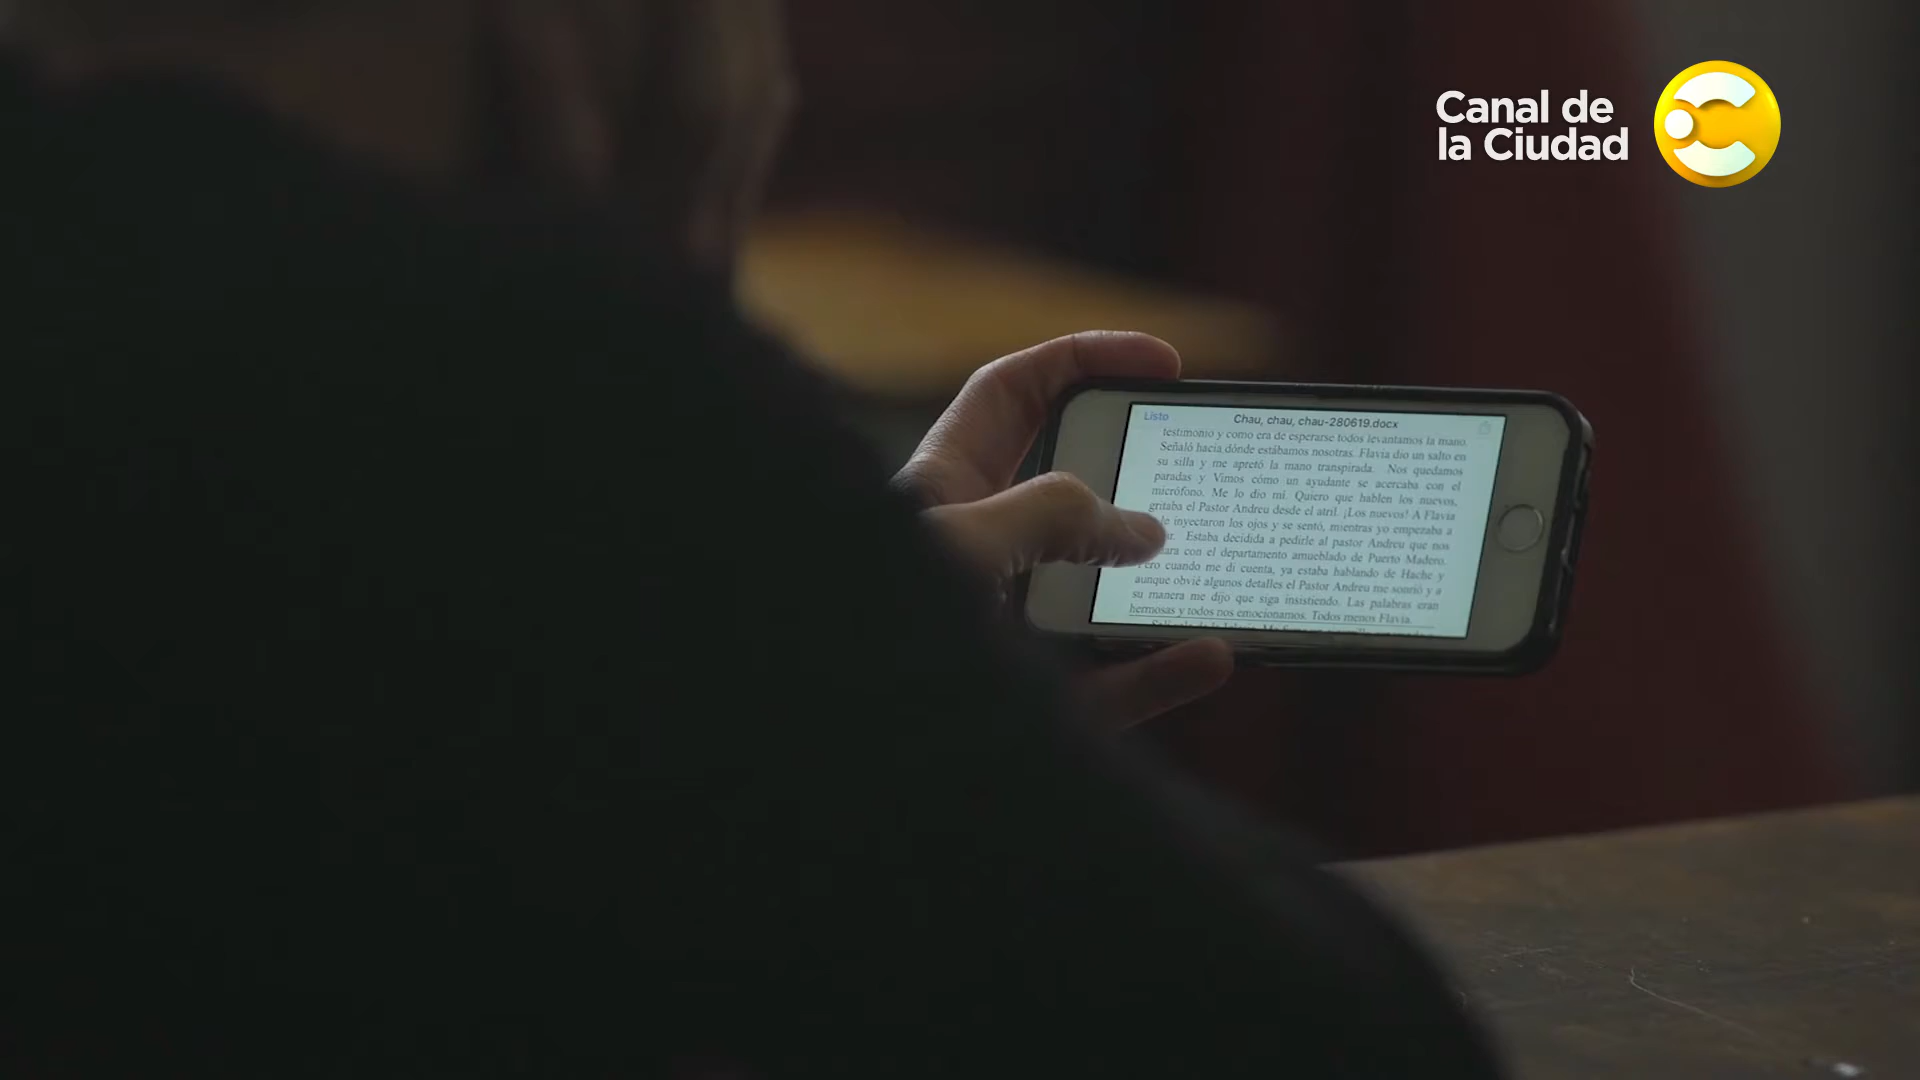 Canal de
la Ciudad
Listo
Chau, chau, chau-280619.docx
testimonio y como era de esperarse todos levantamos la mano.
Señaló hacia dónde estábamos nosotras. Flavia dio un salto en
su silla y me apretó la mano transpirada. Nos quedamos
paradas y Vimos cómo un ayudante se acercaba con el
micrófono. Me lo dio mí. Quiero que hablen los nuevos,
gritaba el Pastor Andreu desde el atril. ¡Los nuevos! A Flavia
le inyectaron los ojos y se sentó, mientras yo empezaba a
Estaba decidida a pedirle al pastor Andreu que nos
con el departamento amueblado de Puerto Madero.
Pero cuando me di cuenta, ya estaba hablando de Hache y
aunque obvié algunos detalles el Pastor Andreu me sonrió y a
su manera me dijo que siga insistiendo. Las palabras eran
hermosas y todos nos emocionamos. Todos menos Flavia.